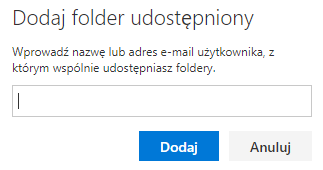 Dodaj folder udostępniony
Wprowadź nazwę lub adres e-mail użytkownika, z
którym wspólnie udostępniasz foldery.
Dodaj Anuluj